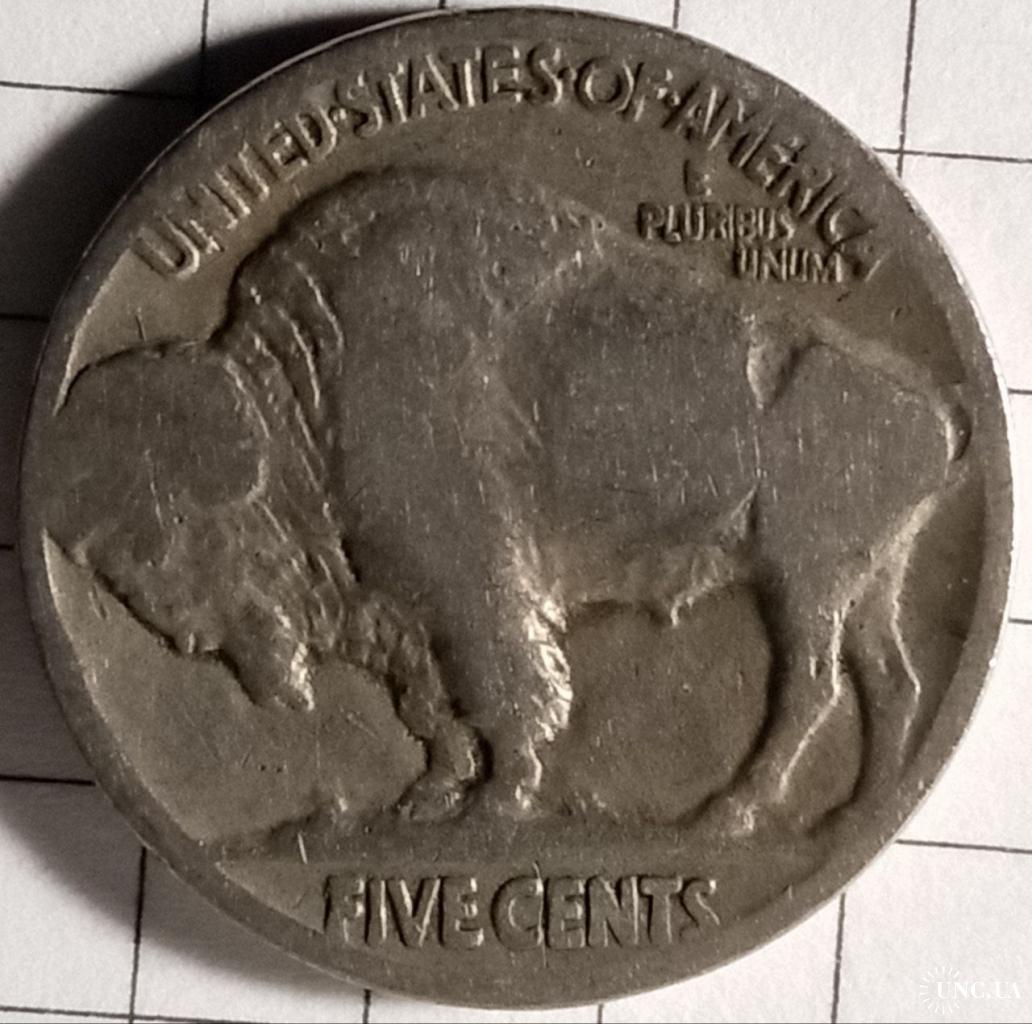 UNITED·STATES·OF·AMERICA
E
PLURIBUS
UNUM
FIVE CENTS
UNC.UA